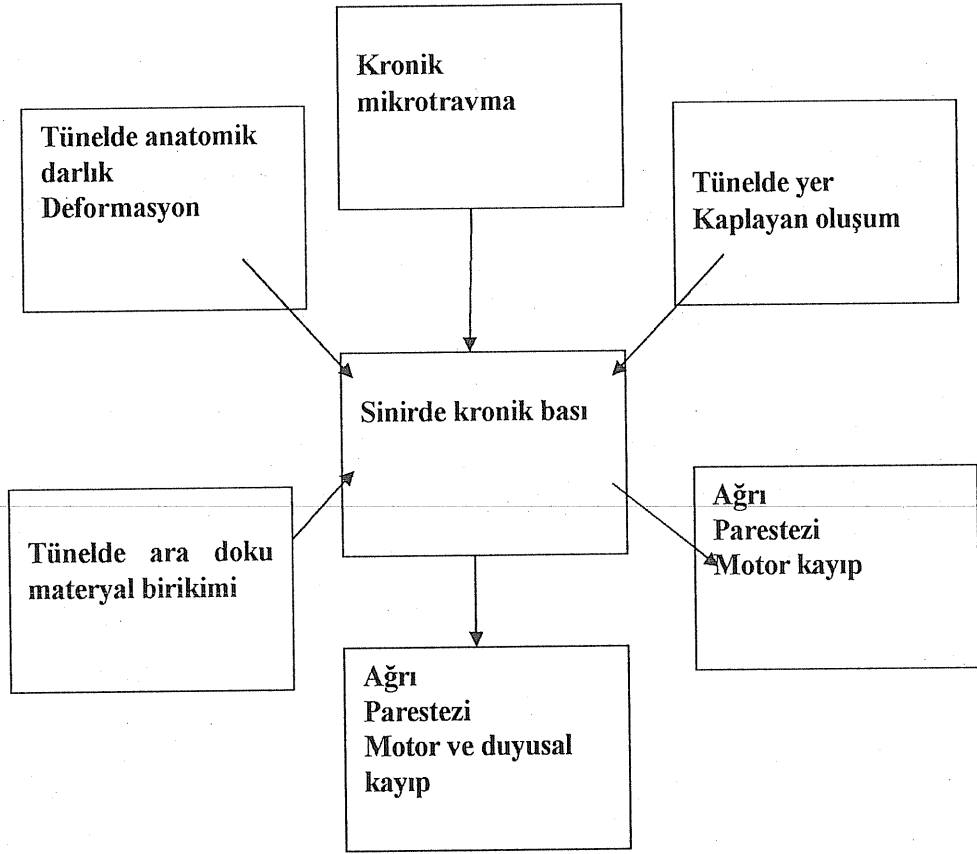 Kronik
mikrotravma
Tünelde anatomik
darlık
Deformasyon
Tünelde yer
Kaplayan oluşum
Sinirde kronik bası
Tünelde ara doku
materyal birikimi
Ağrı
Parestezi
Motor kayıp
Ağrı
Parestezi
Motor ve duyusal
kayıp